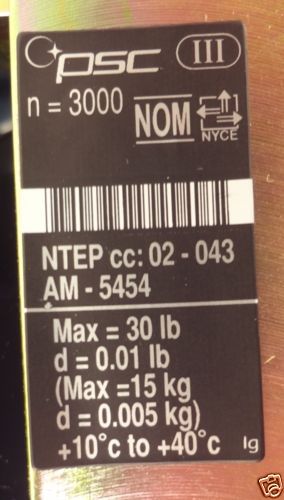 PSC III
n = 3000
NOM
NYCE
NTEP cc: 02 - 043
AM - 5454
Max = 30 lb
d = 0.01 lb
(Max =15 kg
d = 0.005 kg)
+10°c to +40°c lg
ebay